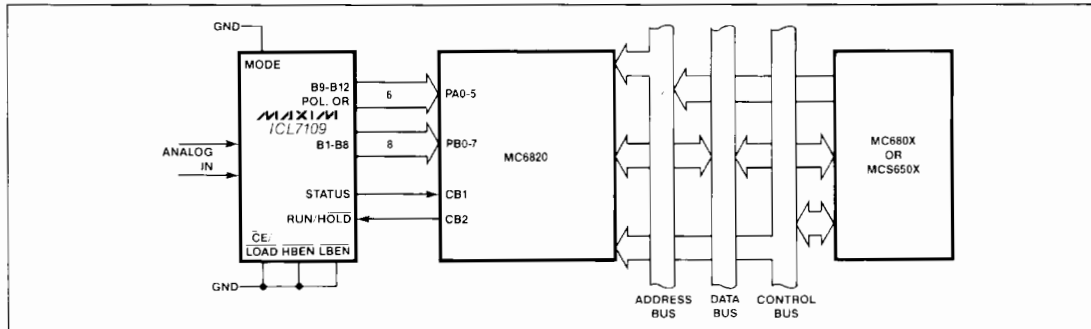 GND
MODE
B9-B12
POL. OR
MAXIM
ICL7109
B1-B8
ANALOG
IN
STATUS
RUN/HOLD
CE/
LOAD HBEN LBEN
GND
6
8
PA0-5
PB0-7
MC6820
CB1
CB2
ADDRESS
BUS
DATA
BUS
CONTROL
BUS
MC680X
OR
MCS650X